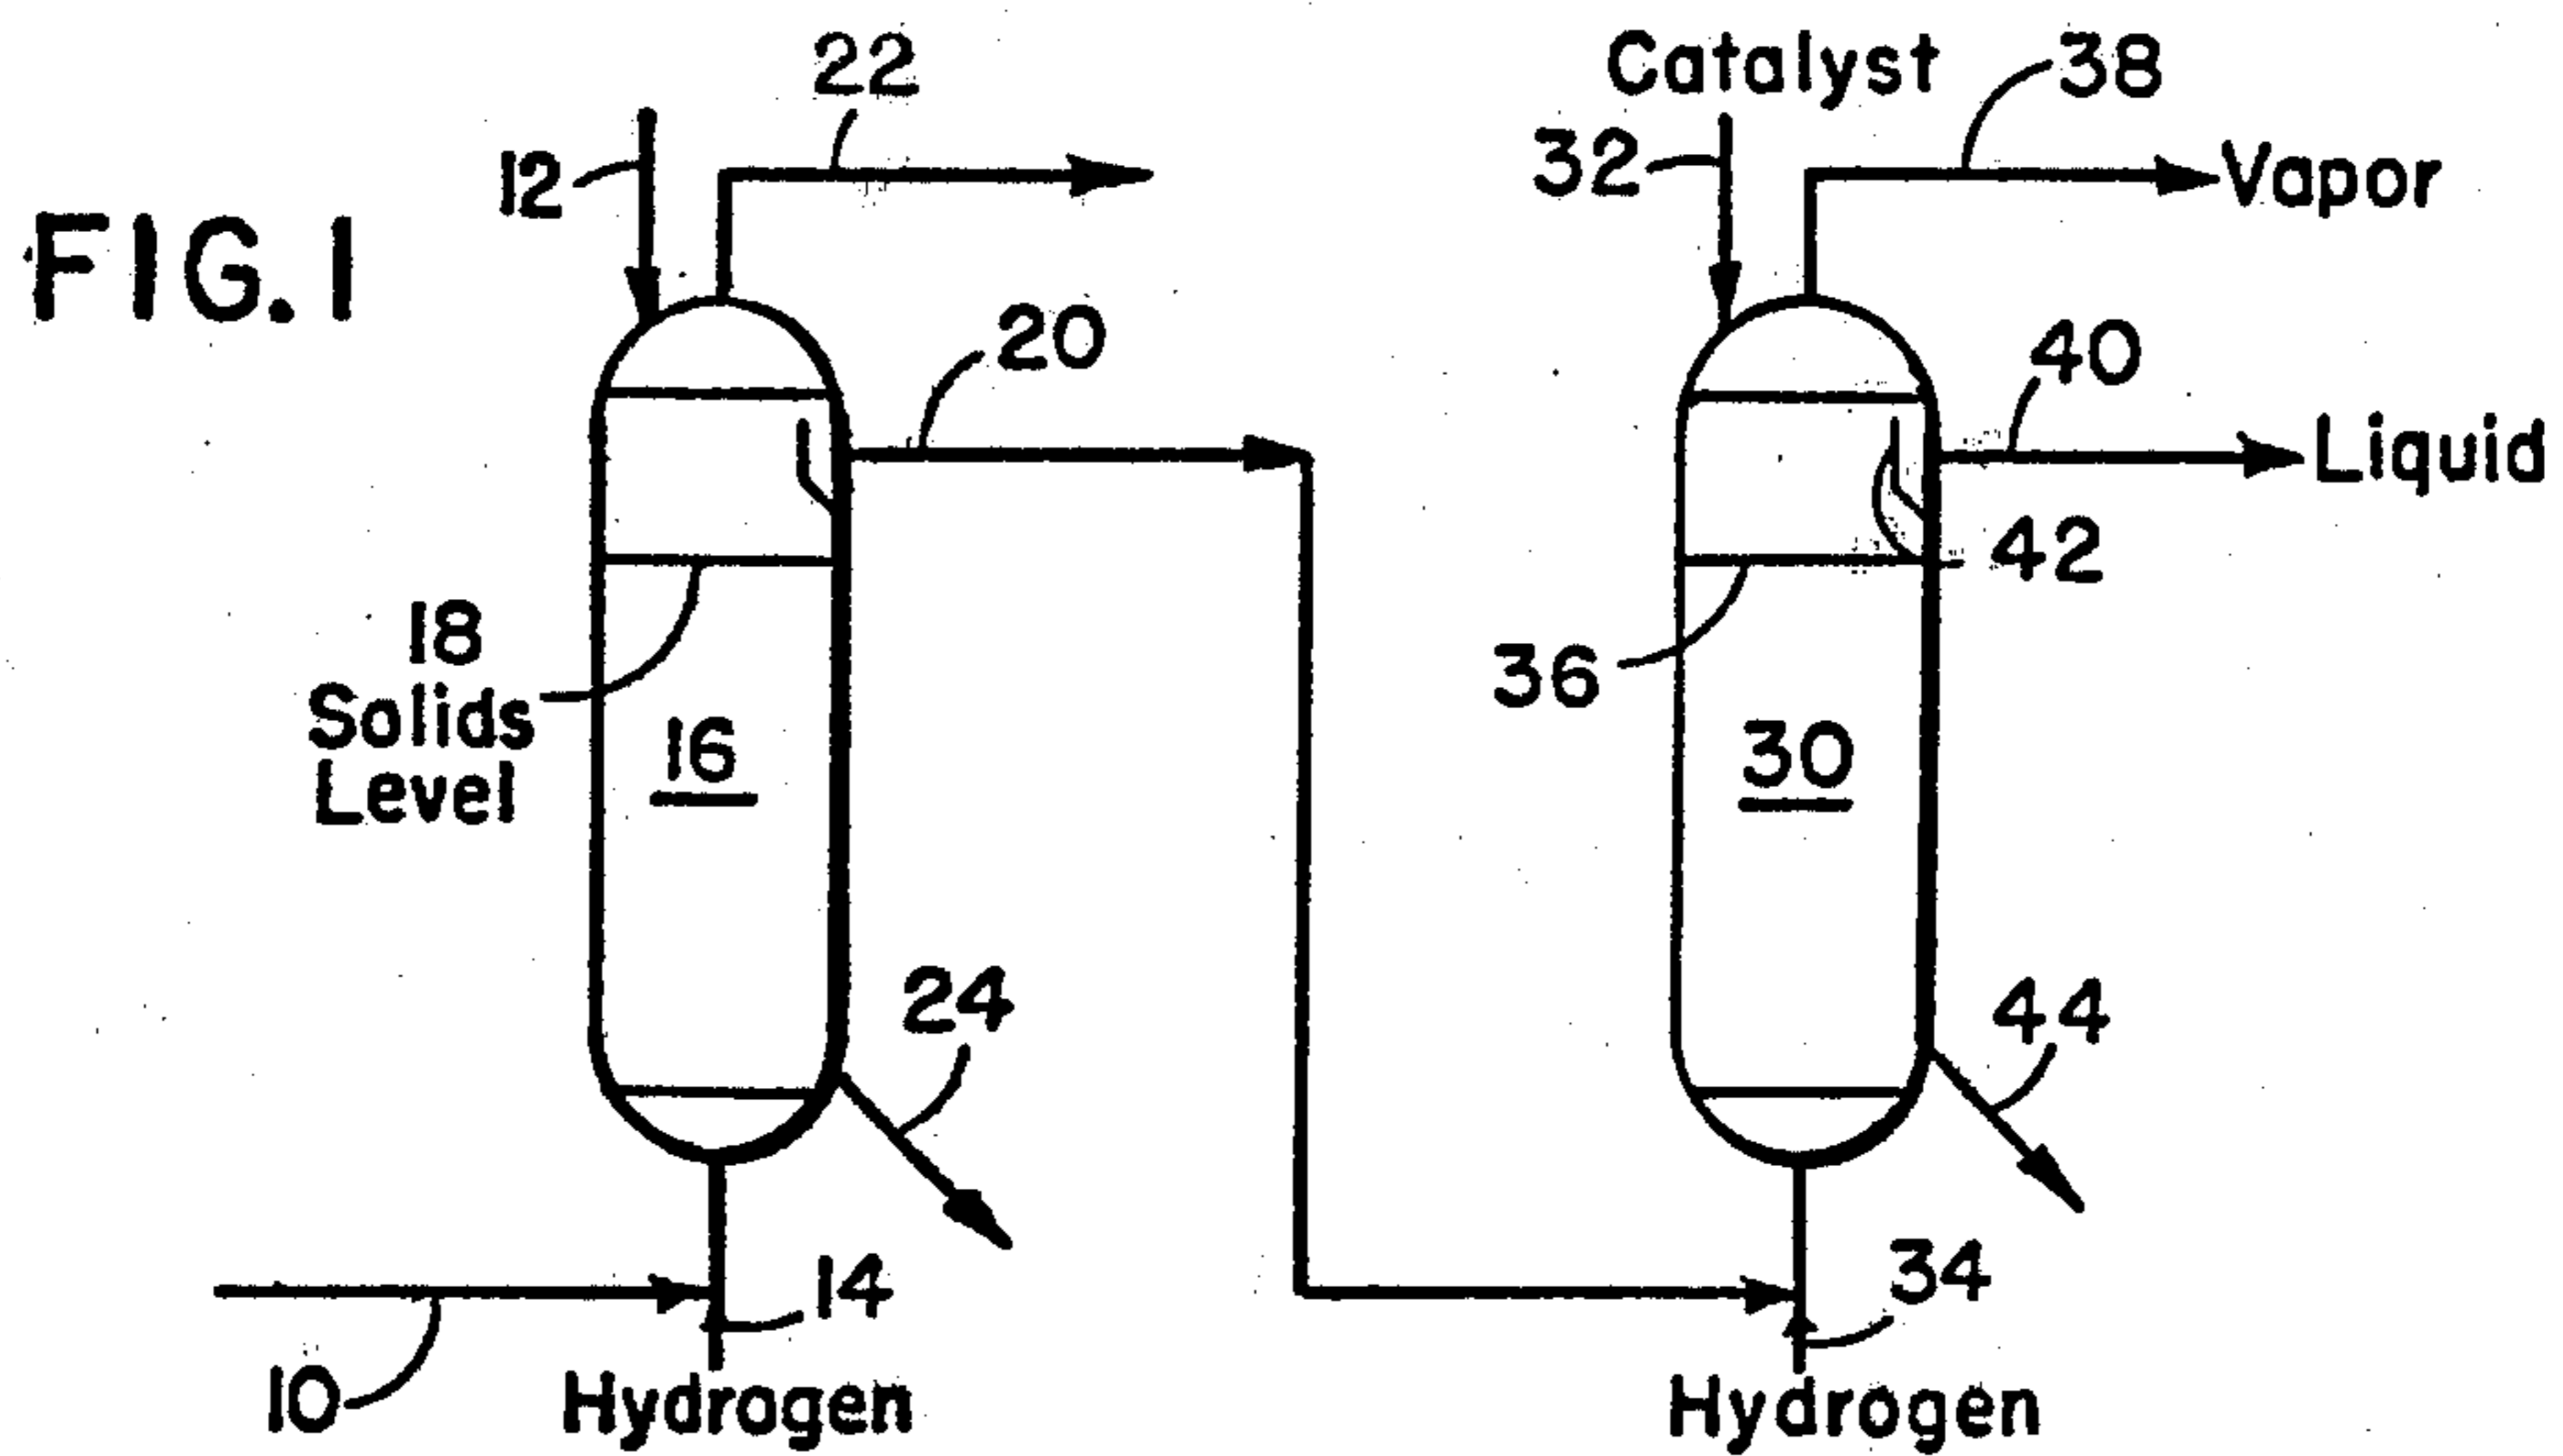 FIG. 1
22
12
20
18
Solids
Level
16
24
14
10
Hydrogen
Catalyst
38
32
Vapor
40
Liquid
42
36
30
44
34
Hydrogen